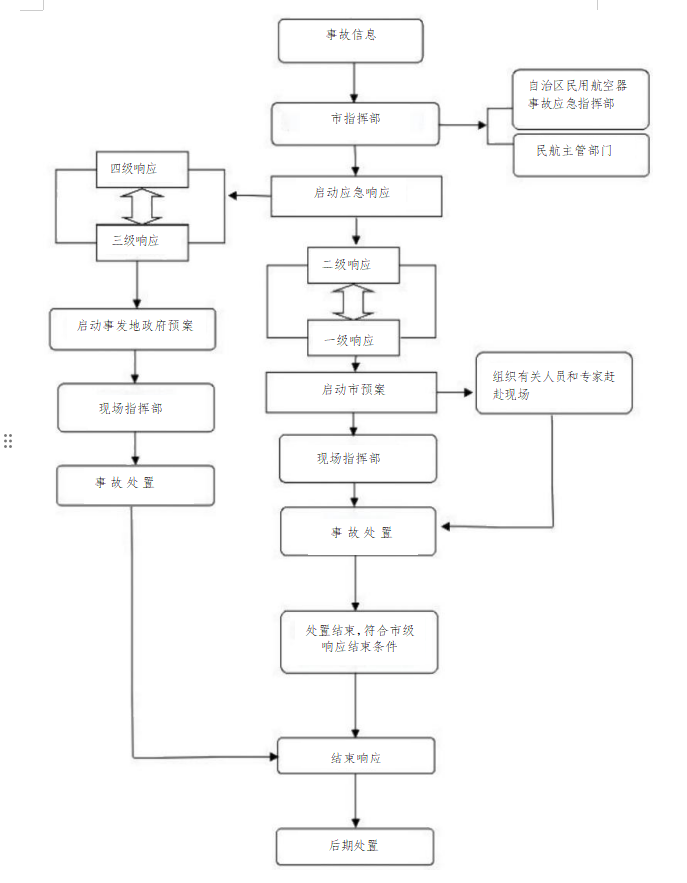 事故信息
自治区民用航空器
事故应急指挥部
市指挥部
民航主管部门
四级响应
启动应急响应
三级响应
二级响应
启动事发地政府预案
一级响应
组织有关人员和专家赶
赴现场
启动市预案
现场指挥部
现场指挥部
事故处置
事故处置
处置结束,符合市级
响应结束条件
结束响应
后期处置